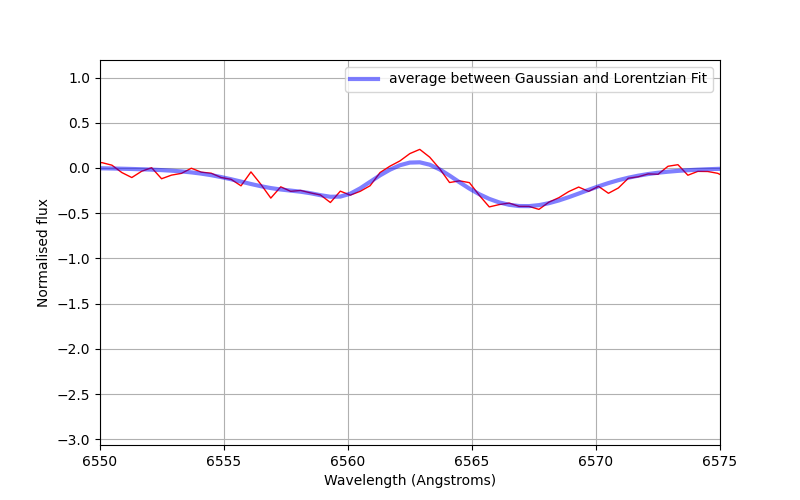 average between Gaussian and Lorentzian Fit
1.0
0.5
0.0
−0.5
−1.0
−1.5
−2.0
−2.5
−3.0
Normalised flux
6550 6555 6560 6565 6570 6575
Wavelength (Angstroms)